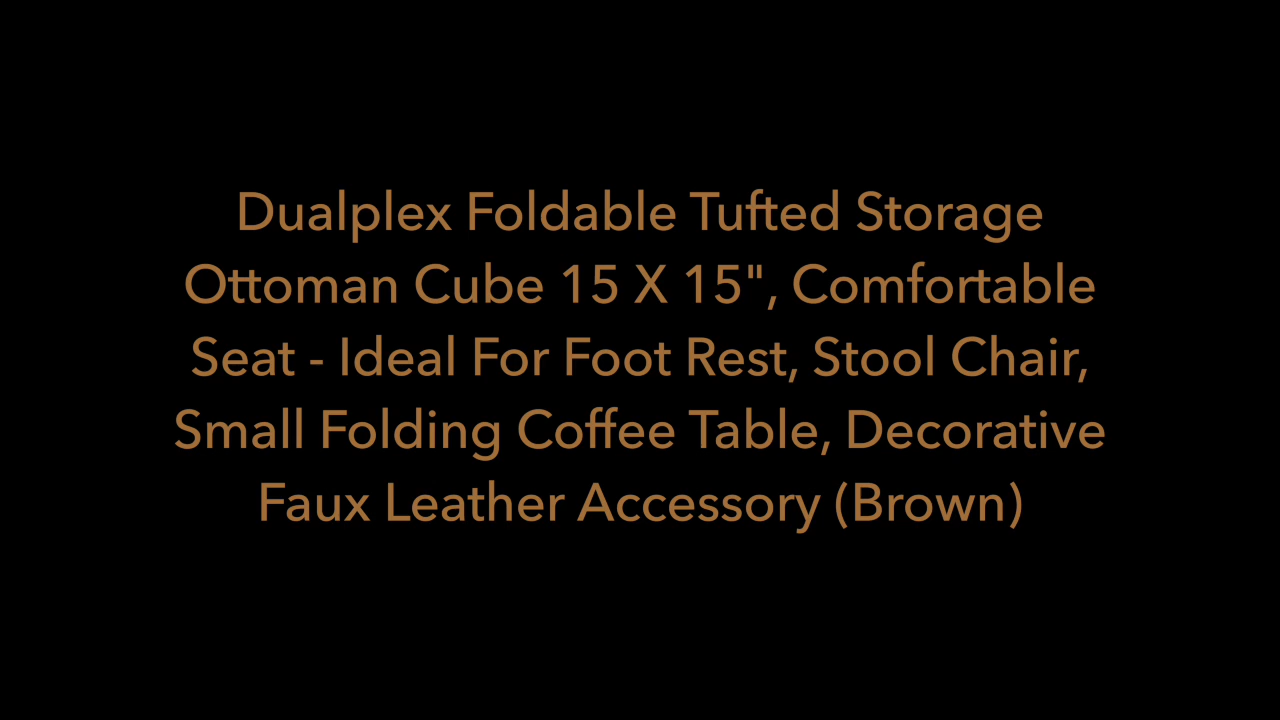 Dualplex Foldable Tufted Storage
Ottoman Cube 15 X 15", Comfortable
Seat - Ideal For Foot Rest, Stool Chair,
Small Folding Coffee Table, Decorative
Faux Leather Accessory (Brown)